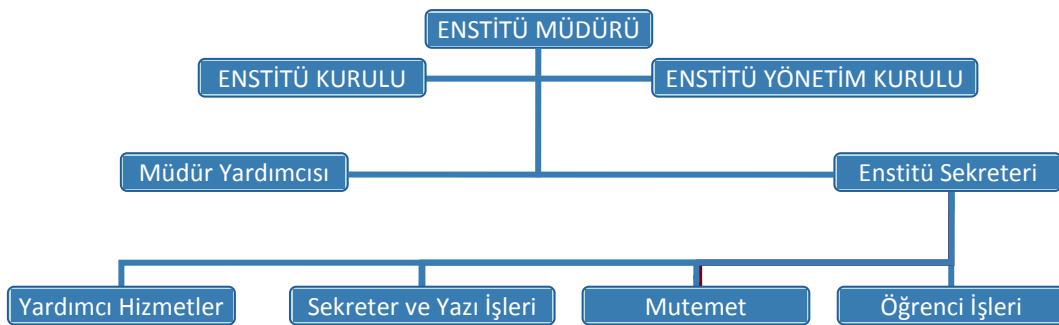 ENSTİTÜ MÜDÜRÜ
ENSTİTÜ KURULU
ENSTİTÜ YÖNETİM KURULU
Müdür Yardımcısı
Enstitü Sekreteri
Yardımcı Hizmetler
Sekreter ve Yazı İşleri
Mutemet
Öğrenci İşleri